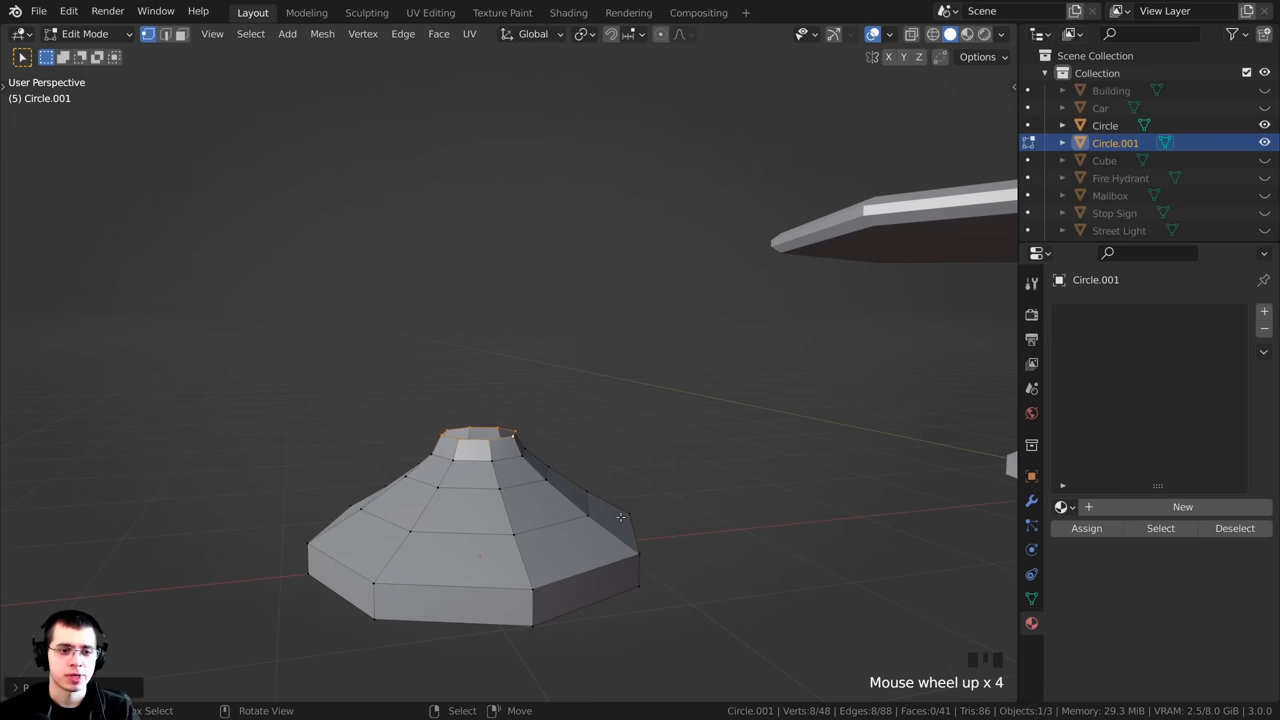 File Edit Render Window Help Layout Modeling Sculpting UV Editing Texture Paint Shading Rendering Compositing + Scene View Layer
Edit Mode View Select Add Mesh Vertex Edge Face UV Global
X Y Z Options
User Perspective
(5) Circle.001
Scene Collection
Collection
Building
Car
Circle
Circle.001
Cube
Fire Hydrant
Mailbox
Stop Sign
Street Light
Circle.001
+
New
Assign Select Deselect
Mouse wheel up x 4
Select Rotate View Select Move Circle.001 | Verts:8/48 | Edges:8/88 | Faces:0/41 | Tris:86 | Objects:1/3 | Memory: 29.3 MiB | VRAM: 2.5/8.0 GiB | 3.0.0